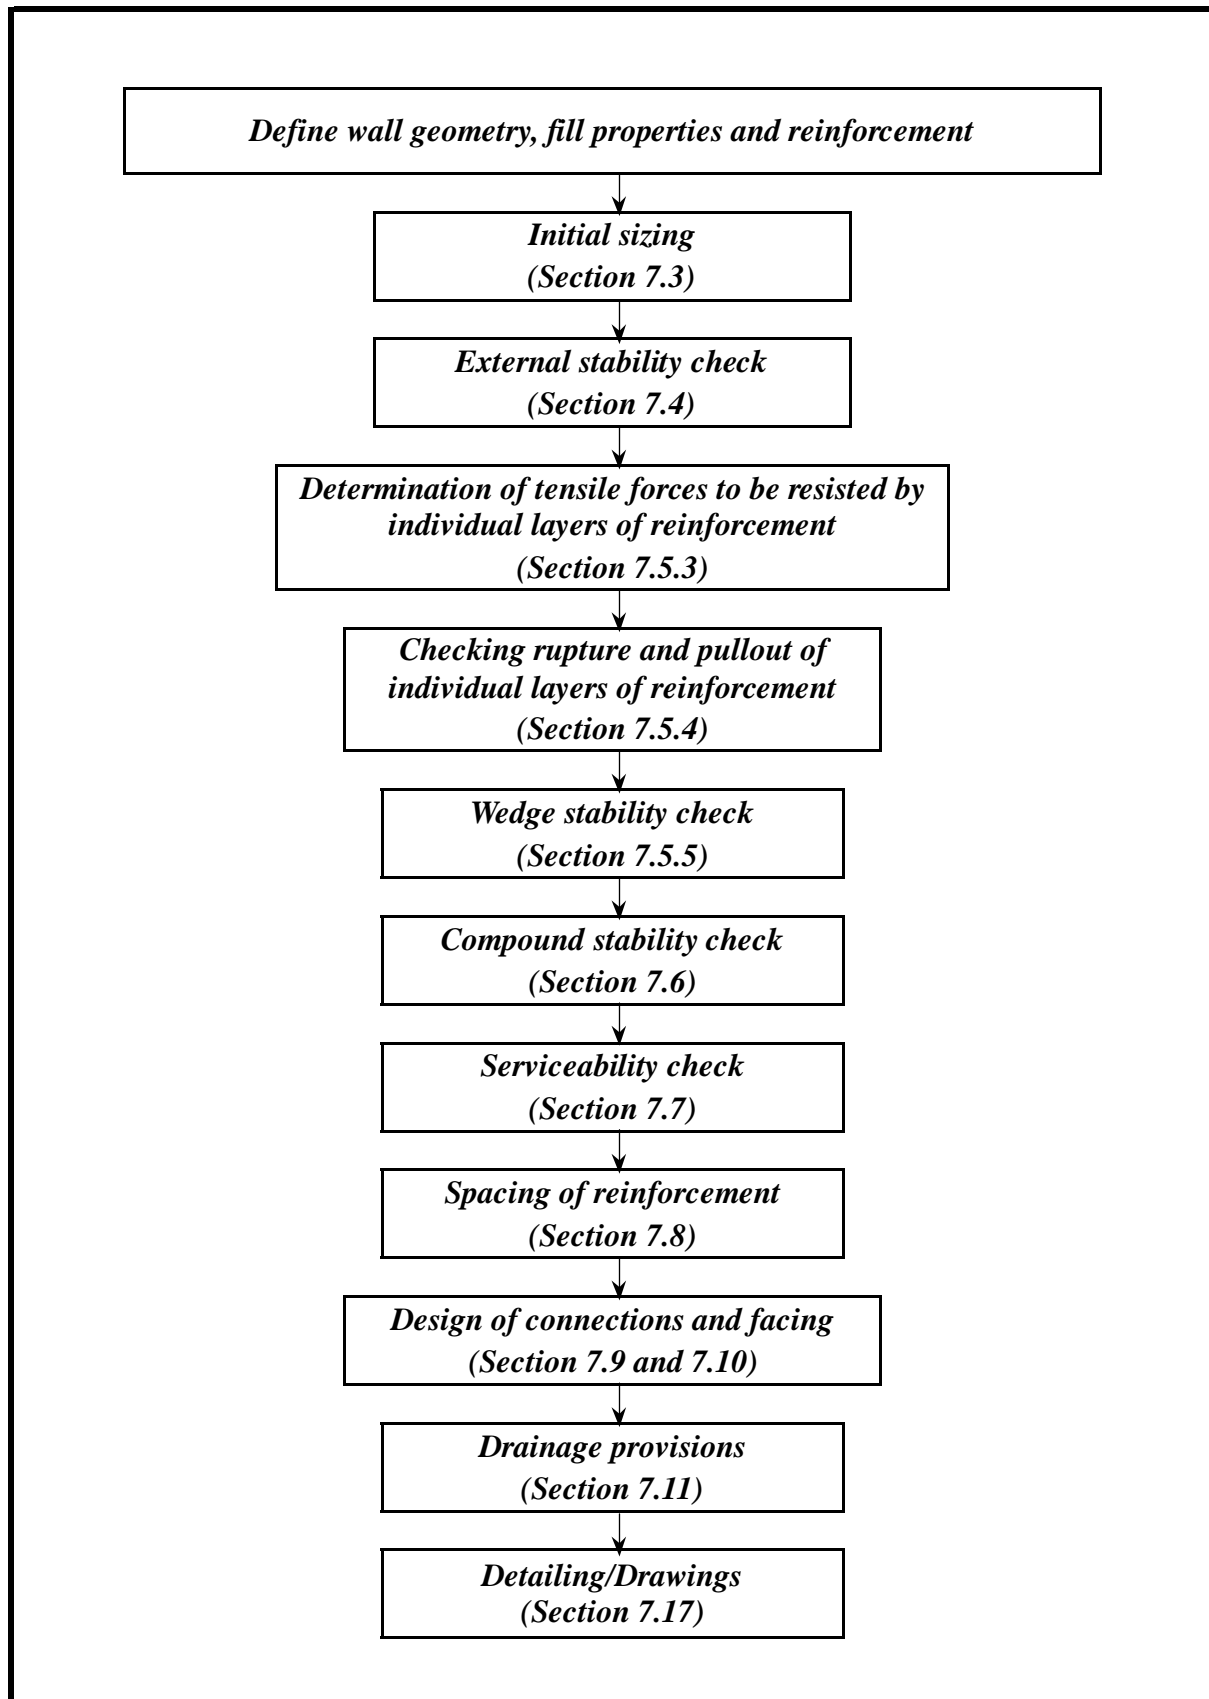 Define wall geometry, fill properties and reinforcement
Initial sizing
(Section 7.3)
External stability check
(Section 7.4)
Determination of tensile forces to be resisted by
individual layers of reinforcement
(Section 7.5.3)
Checking rupture and pullout of
individual layers of reinforcement
(Section 7.5.4)
Wedge stability check
(Section 7.5.5)
Compound stability check
(Section 7.6)
Serviceability check
(Section 7.7)
Spacing of reinforcement
(Section 7.8)
Design of connections and facing
(Section 7.9 and 7.10)
Drainage provisions
(Section 7.11)
Detailing/Drawings
(Section 7.17)